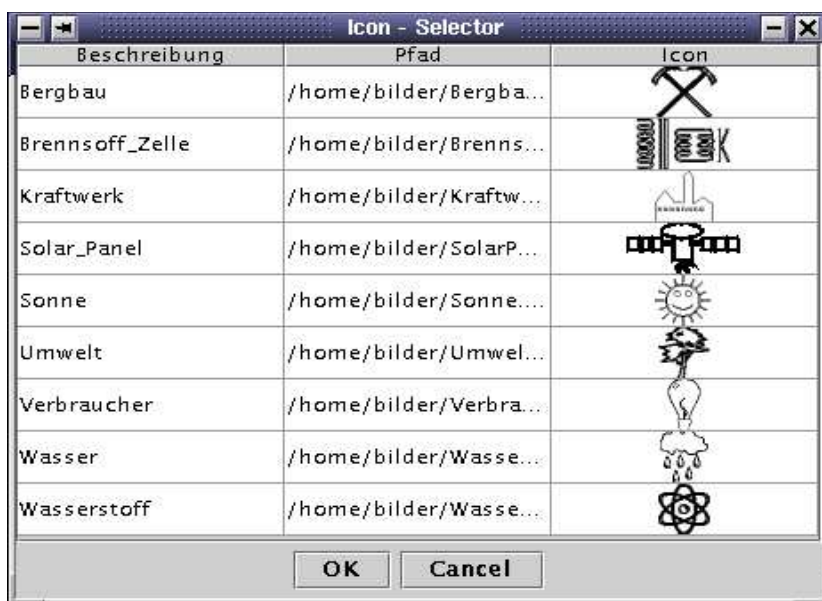 Icon - Selector
Beschreibung Pfad Icon
Bergbau /home/bilder/Bergba...
Brennsoff_Zelle /home/bilder/Brenns...
Kraftwerk /home/bilder/Kraftw...
Solar_Panel /home/bilder/SolarP...
Sonne /home/bilder/Sonne....
Umwelt /home/bilder/Umwel...
Verbraucher /home/bilder/Verbra...
Wasser /home/bilder/Wasse...
Wasserstoff /home/bilder/Wasse...
OK Cancel